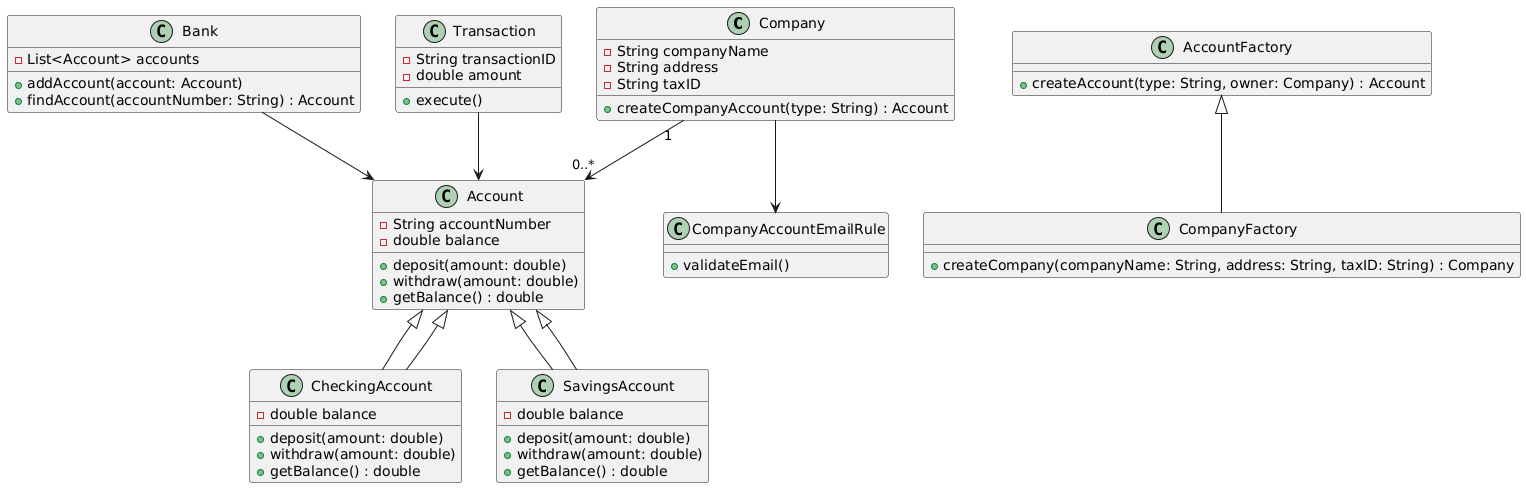 C Bank
List<Account> accounts
addAccount(account: Account)
findAccount(accountNumber: String) : Account
C Transaction
String transactionID
double amount
execute()
C Company
String companyName
String address
String taxID
createCompanyAccount(type: String) : Account
C AccountFactory
createAccount(type: String, owner: Company) : Account
1
0..*
C Account
String accountNumber
double balance
deposit(amount: double)
withdraw(amount: double)
getBalance() : double
C CompanyAccountEmailRule
validateEmail()
C CompanyFactory
createCompany(companyName: String, address: String, taxID: String) : Company
C CheckingAccount
double balance
deposit(amount: double)
withdraw(amount: double)
getBalance() : double
C SavingsAccount
double balance
deposit(amount: double)
withdraw(amount: double)
getBalance() : double